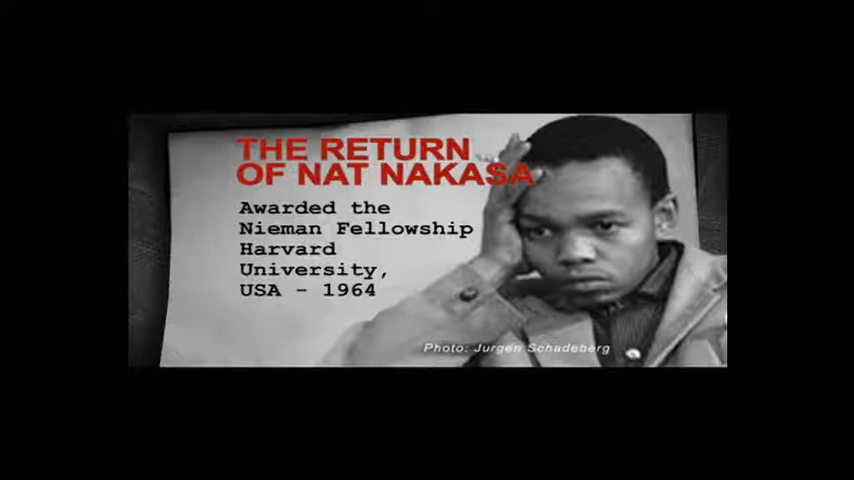 THE RETURN
OF NAT NAKASA
Awarded the
Nieman Fellowship
Harvard
University,
USA - 1964
Photo: Jurgen Schadeberg